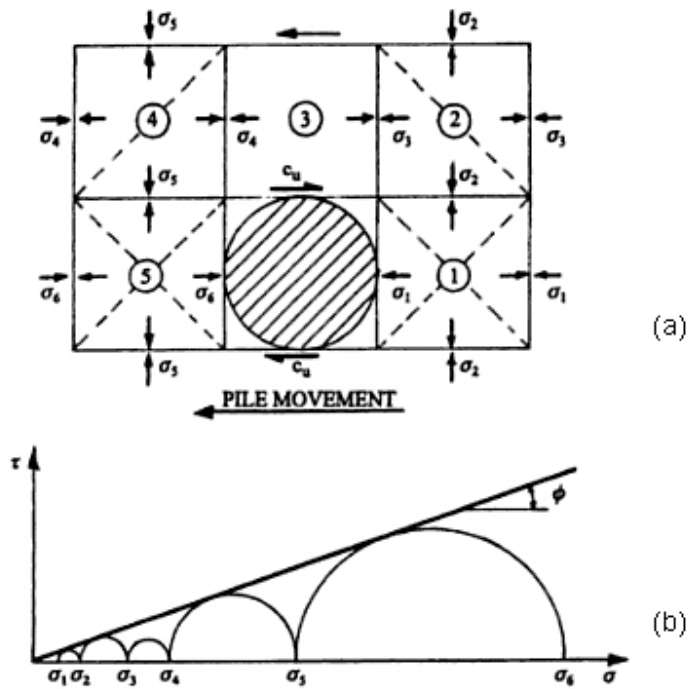 σ5 σ2
4 3 2
σ4 σ4 σ3 σ3
σ5 cu σ2
5 1
σ6 σ6 σ1 σ1
(a)
σ5 cu σ2
PILE MOVEMENT
τ
ϕ
(b)
σ1 σ2 σ3 σ4 σ5 σ6 σ